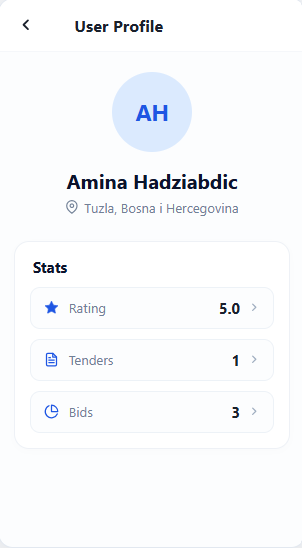 User Profile
AH
Amina Hadziabdic
Tuzla, Bosna i Hercegovina
Stats
Rating 5.0
Tenders 1
Bids 3